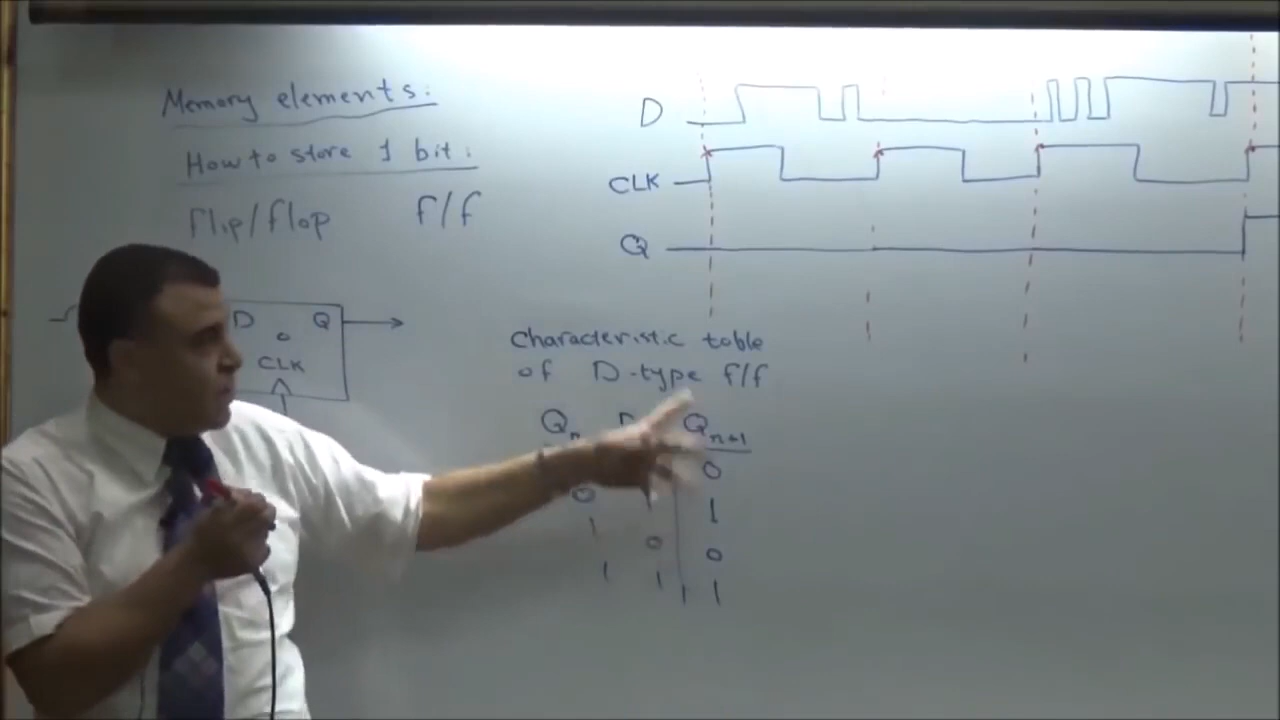 Memory elements:
How to store 1 bit:
flip/flop f/f
D
CLK
Q
D Q
CLK
Characteristic table
of D-type f/f
Qn D Qn+1
0
0 1 1
1 0 0
1 1 1